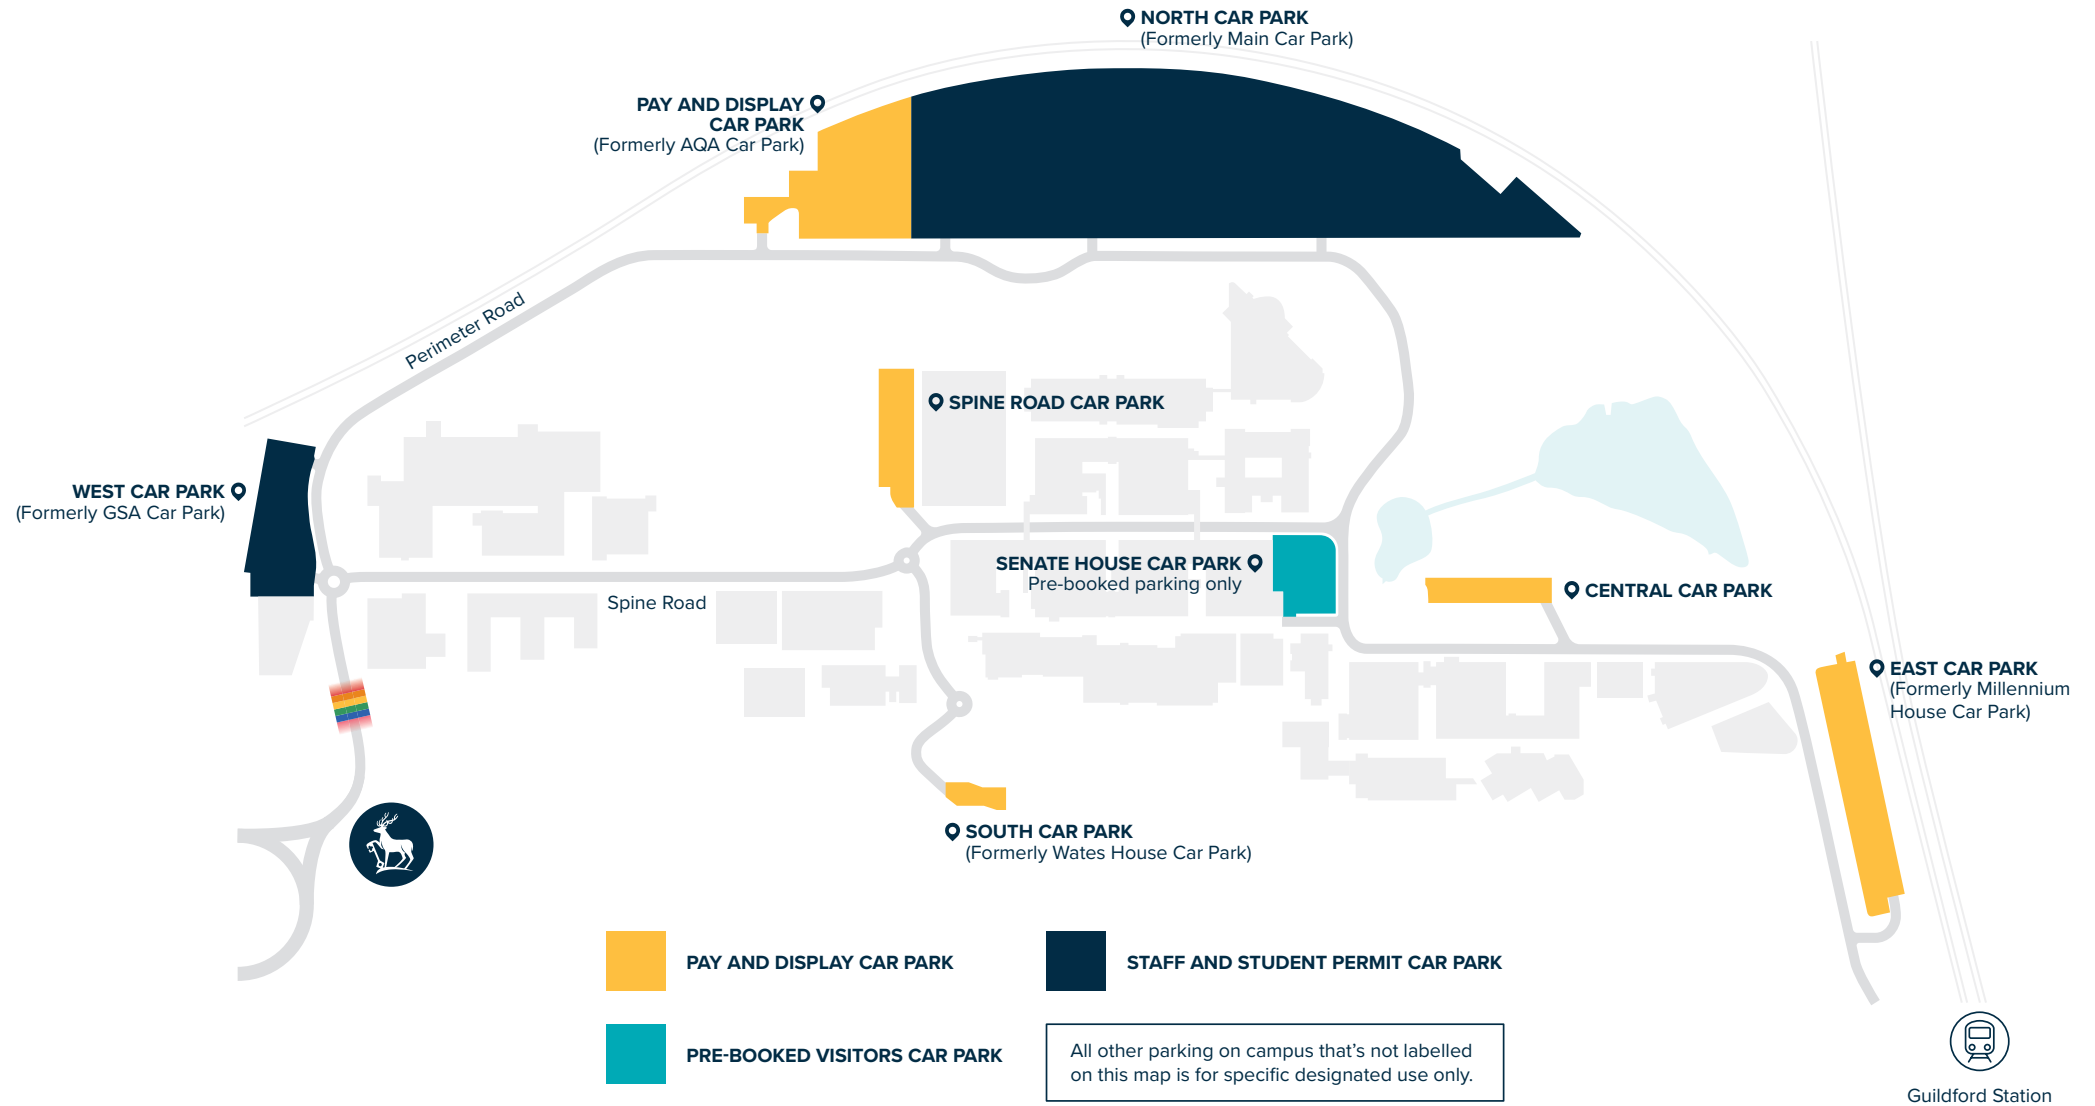 NORTH CAR PARK
(Formerly Main Car Park)
PAY AND DISPLAY
CAR PARK
(Formerly AQA Car Park)
Perimeter Road
SPINE ROAD CAR PARK
WEST CAR PARK
(Formerly GSA Car Park)
SENATE HOUSE CAR PARK
Pre-booked parking only
CENTRAL CAR PARK
Spine Road
EAST CAR PARK
(Formerly Millennium
House Car Park)
SOUTH CAR PARK
(Formerly Wates House Car Park)
PAY AND DISPLAY CAR PARK
STAFF AND STUDENT PERMIT CAR PARK
PRE-BOOKED VISITORS CAR PARK
All other parking on campus that’s not labelled
on this map is for specific designated use only.
Guildford Station